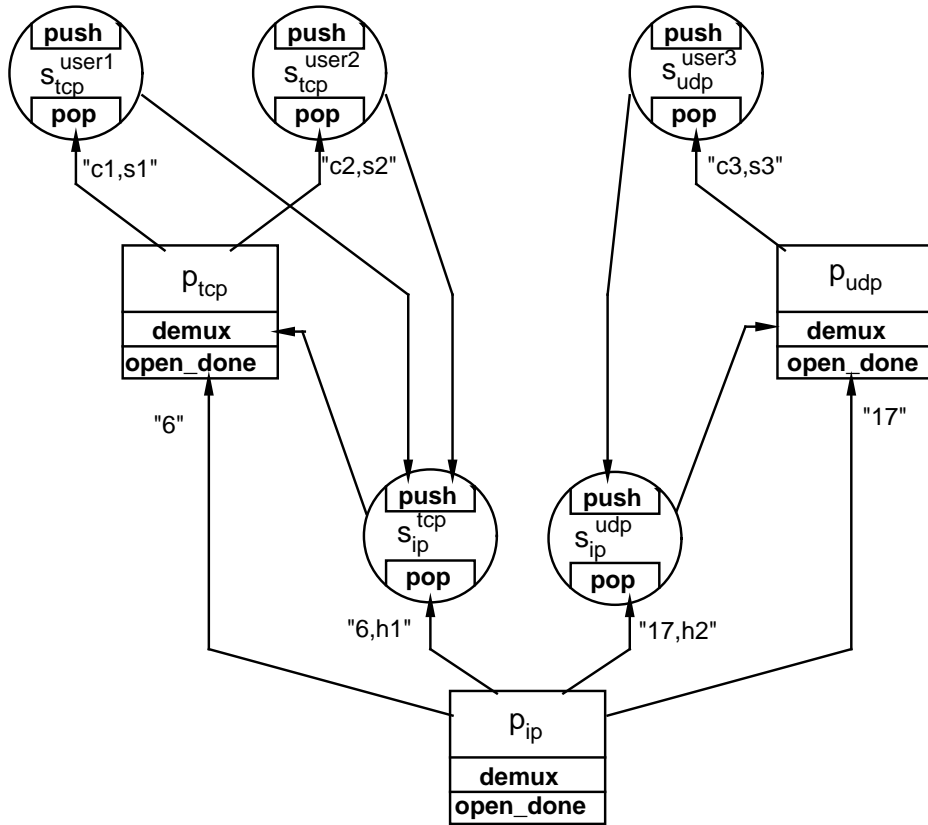 push
user1
s_tcp
pop
push
user2
s_tcp
pop
push
user3
s_udp
pop
"c1,s1"
"c2,s2"
"c3,s3"
p_tcp
demux
open_done
p_udp
demux
open_done
"6"
"17"
push
tcp
s_ip
pop
push
udp
s_ip
pop
"6,h1"
"17,h2"
p_ip
demux
open_done